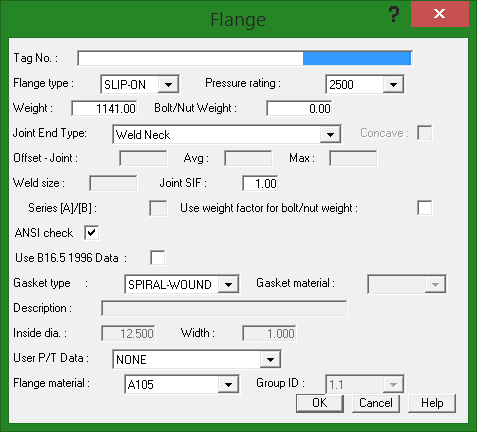 Flange
? ×
Tag No. :
Flange type : SLIP-ON Pressure rating : 2500
Weight : 1141.00 Bolt/Nut Weight : 0.00
Joint End Type: Weld Neck Concave :
Offset - Joint : Avg : Max :
Weld size : Joint SIF : 1.00
Series [A]/[B] : Use weight factor for bolt/nut weight :
ANSI check
Use B16.5 1996 Data :
Gasket type : SPIRAL-WOUND Gasket material :
Description :
Inside dia. : 12.500 Width : 1.000
User P/T Data : NONE
Flange material : A105 Group ID : 1.1
OK Cancel Help